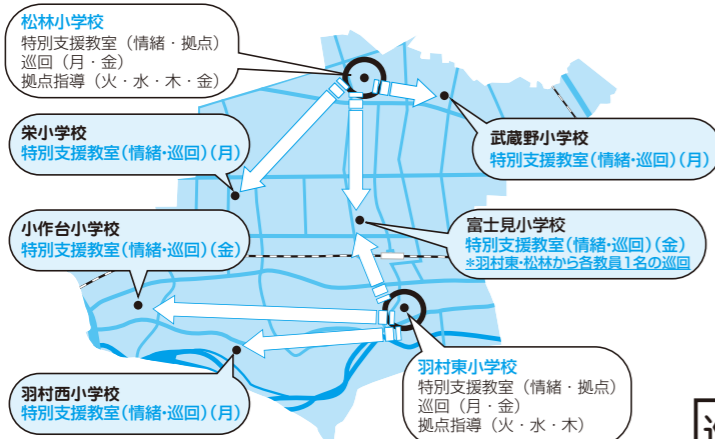 松林小学校
特別支援教室（情緒・拠点）
巡回（月・金）
拠点指導（火・水・木・金）
栄小学校
特別支援教室(情緒・巡回)(月)
武蔵野小学校
特別支援教室(情緒・巡回)(月)
小作台小学校
特別支援教室(情緒・巡回)(金)
富士見小学校
特別支援教室(情緒・巡回)(金)
*羽村東・松林から各教員1名の巡回
羽村西小学校
特別支援教室(情緒・巡回)(月)
羽村東小学校
特別支援教室（情緒・拠点）
巡回（月・金）
拠点指導（火・水・木）